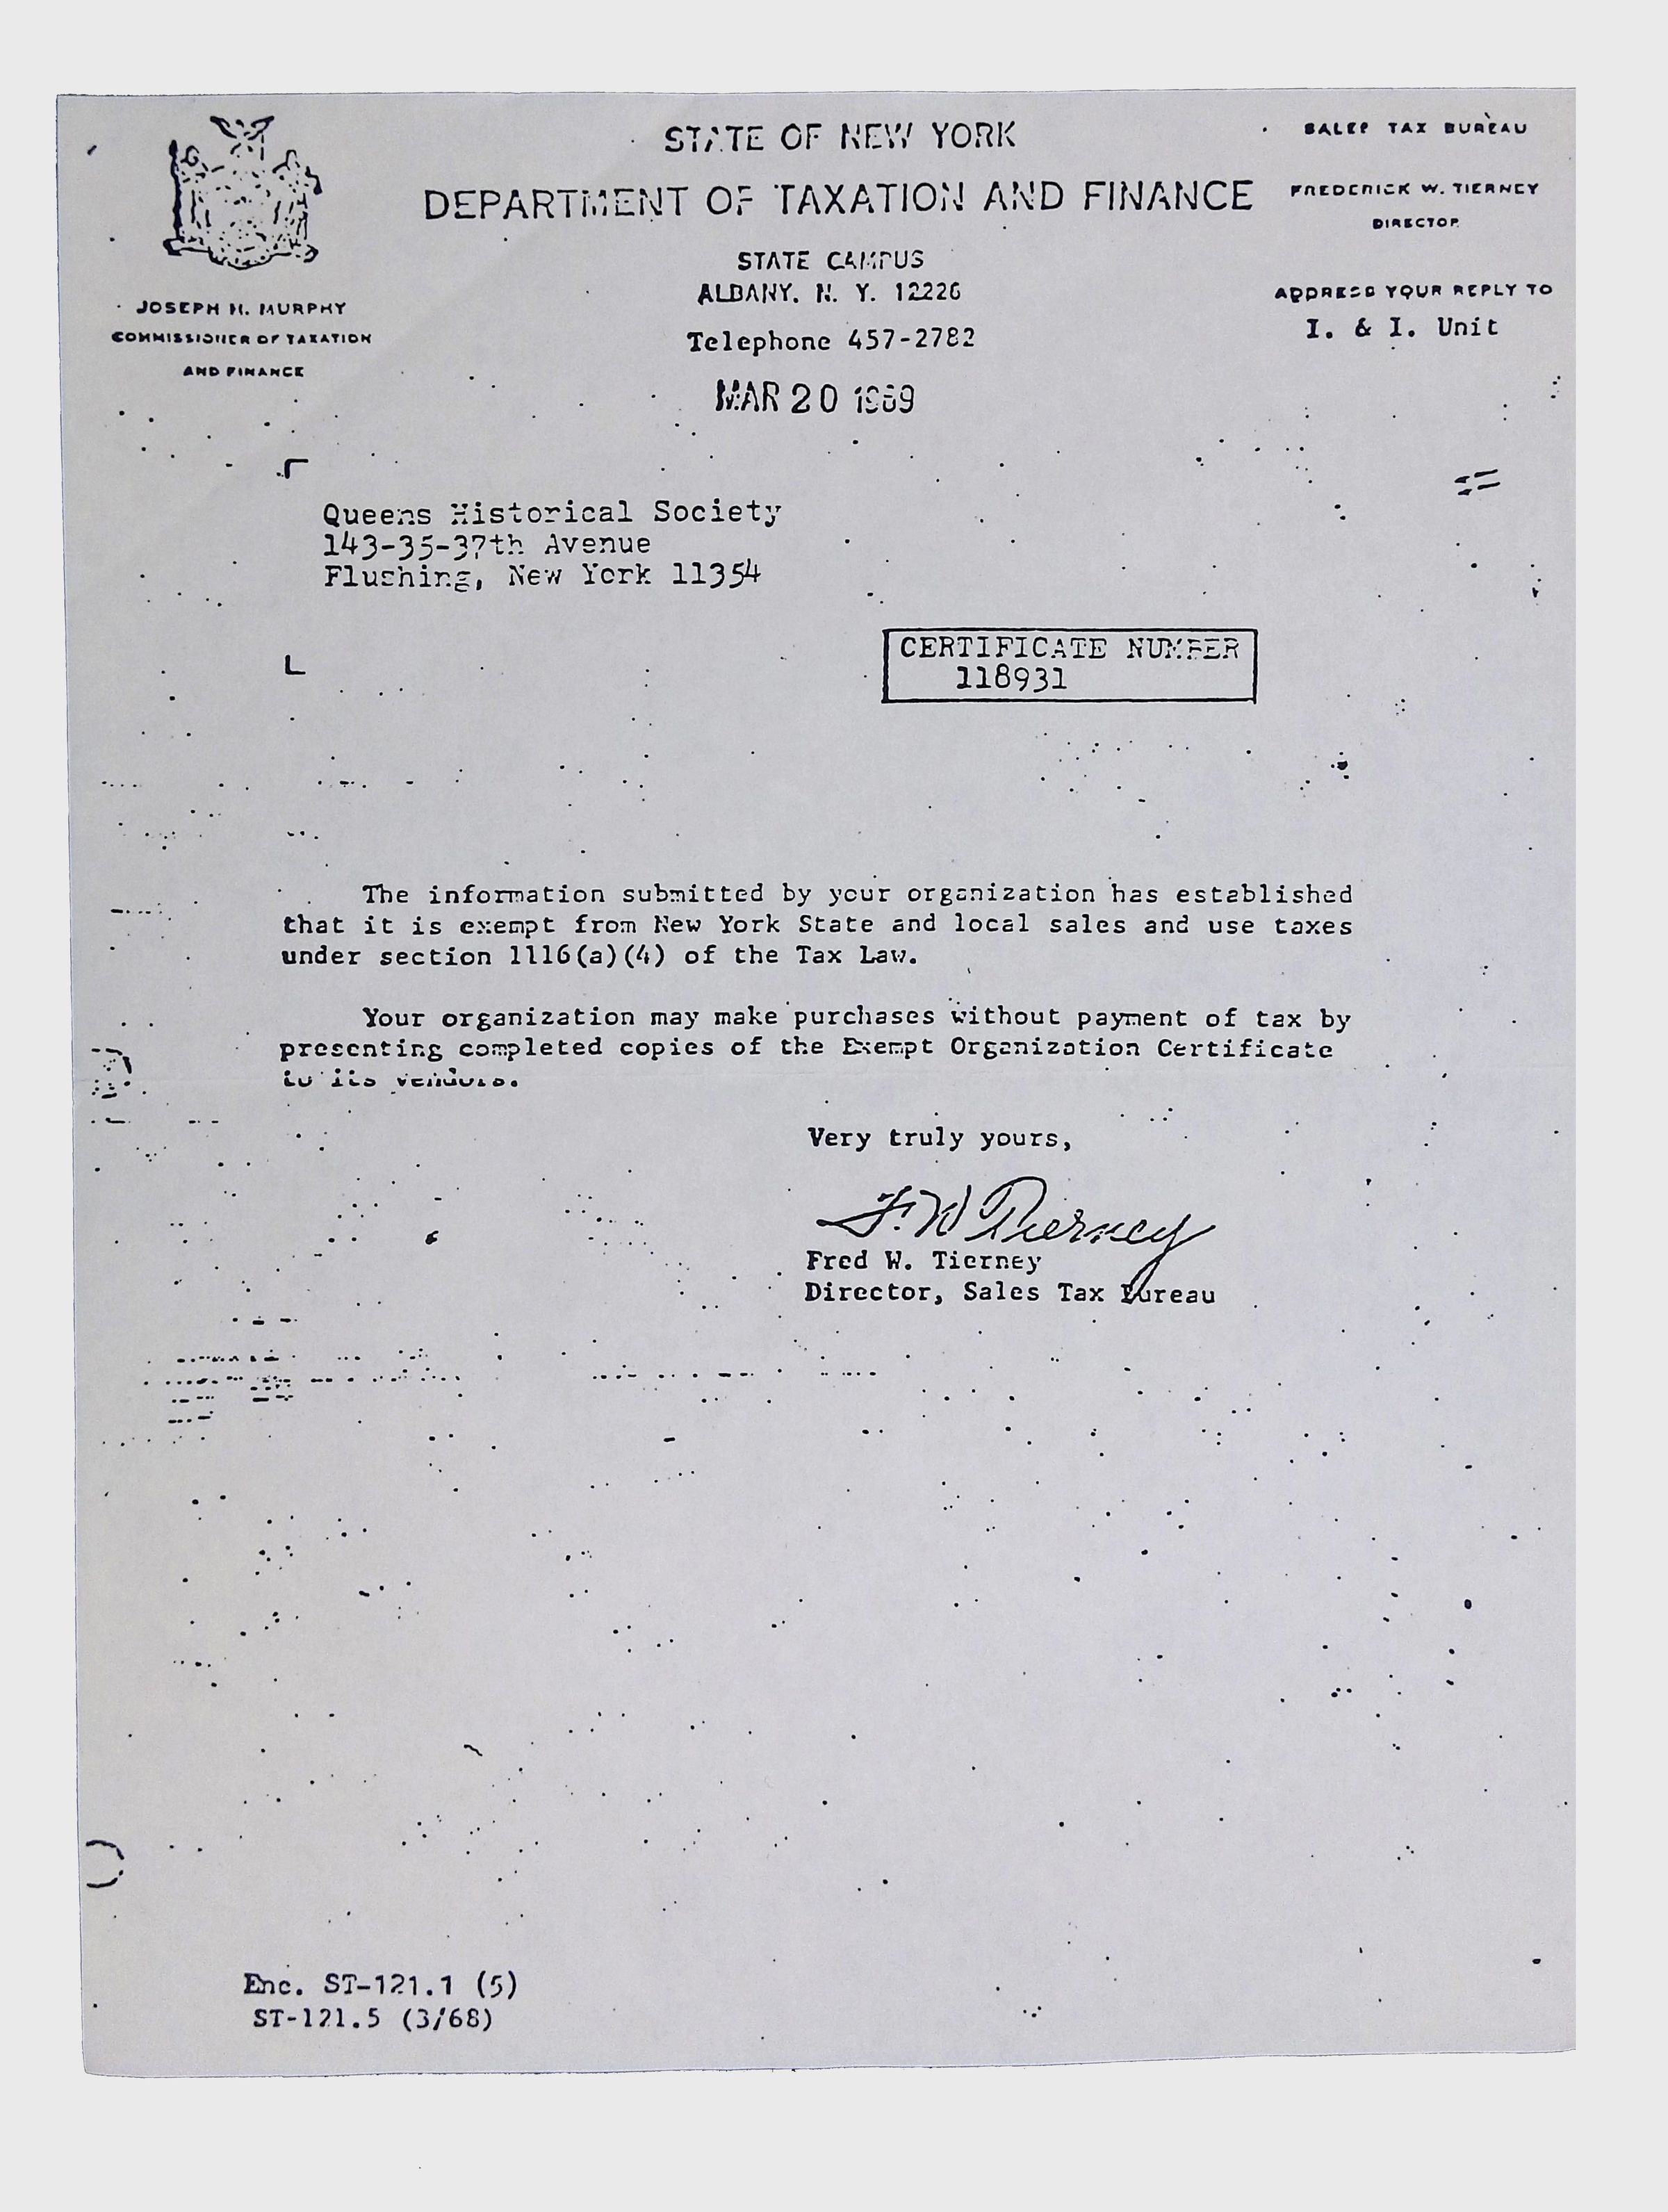 STATE OF NEW YORK
DEPARTMENT OF TAXATION AND FINANCE
STATE CAMPUS
ALBANY, N. Y. 12226
Telephone 457-2782
MAR 20 1969
JOSEPH H. MURPHY
COMMISSIONER OF TAXATION
AND FINANCE
SALES TAX BUREAU
FREDERICK W. TIERNEY
DIRECTOR
ADDRESS YOUR REPLY TO
I. & I. Unit
Queens Historical Society
143-35-37th Avenue
Flushing, New York 11354
CERTIFICATE NUMBER
118931
The information submitted by your organization has established
that it is exempt from New York State and local sales and use taxes
under section 1116(a)(4) of the Tax Law.
Your organization may make purchases without payment of tax by
presenting completed copies of the Exempt Organization Certificate
to its vendors.
Very truly yours,
F. W Tierney
Fred W. Tierney
Director, Sales Tax Bureau
Enc. ST-121.1 (5)
ST-121.5 (3/68)